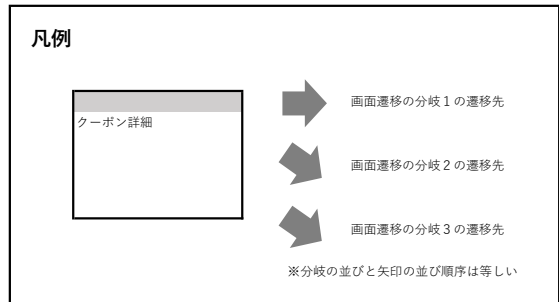 凡例
クーポン詳細
画面遷移の分岐１の遷移先
画面遷移の分岐２の遷移先
画面遷移の分岐３の遷移先
※分岐の並びと矢印の並び順序は等しい